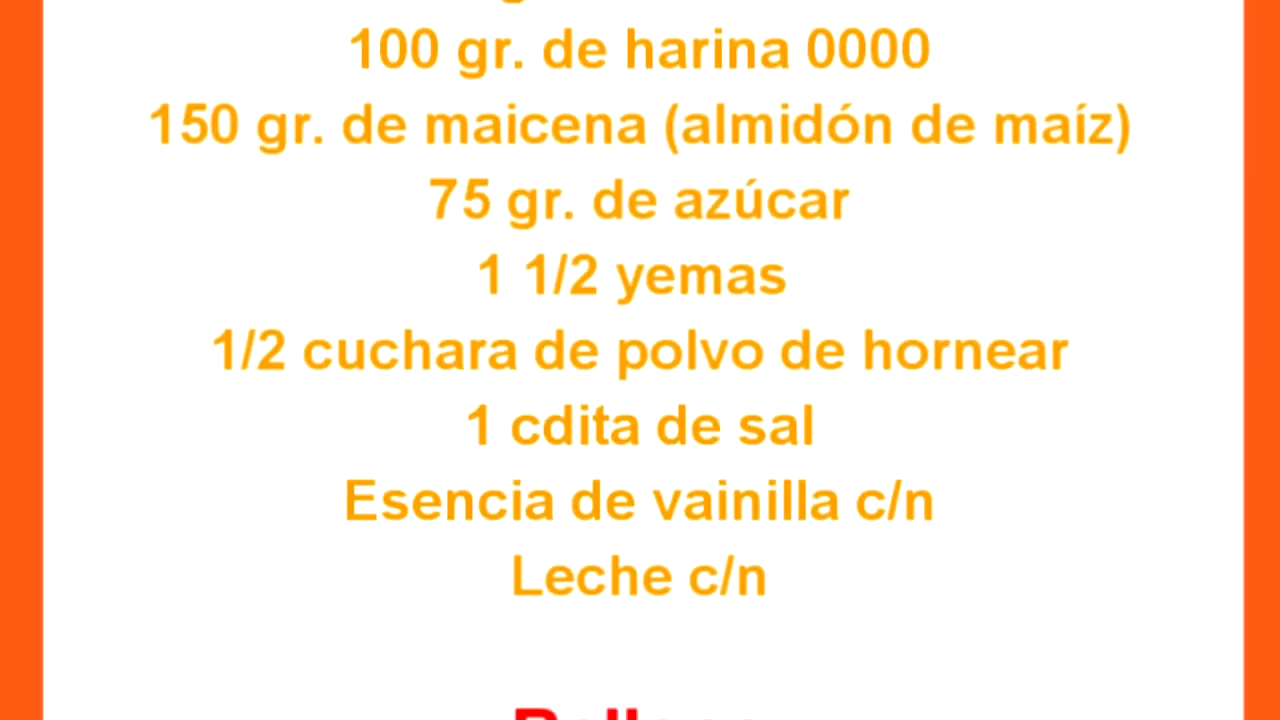 100 gr. de harina 0000
150 gr. de maicena (almidón de maíz)
75 gr. de azúcar
1 1/2 yemas
1/2 cuchara de polvo de hornear
1 cdita de sal
Esencia de vainilla c/n
Leche c/n